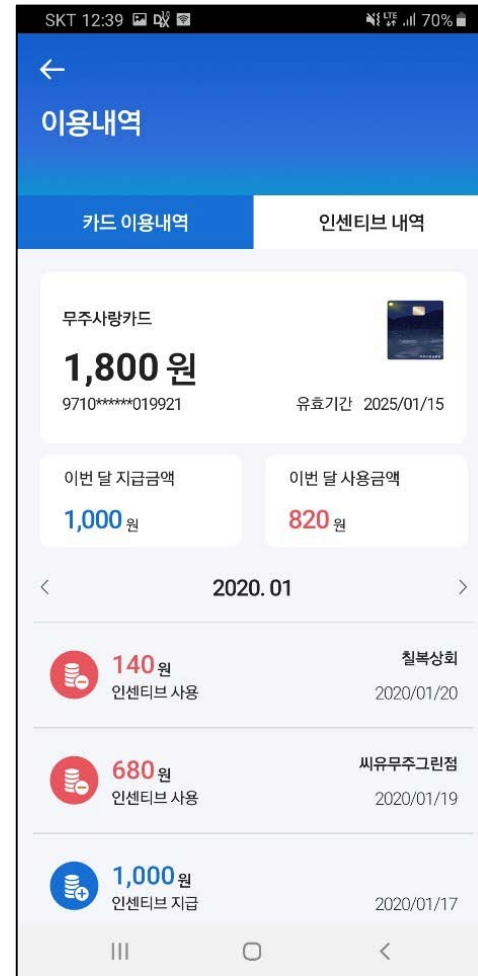 SKT 12:39 LTE 70%
이용내역
카드 이용내역 인센티브 내역
무주사랑카드
1,800 원
9710******019921 유효기간 2025/01/15
이번 달 지급금액 이번 달 사용금액
1,000 원 820 원
< 2020. 01 >
140 원 칠복상회
인센티브 사용 2020/01/20
680 원 씨유무주그린점
인센티브 사용 2020/01/19
1,000 원
인센티브 지급 2020/01/17